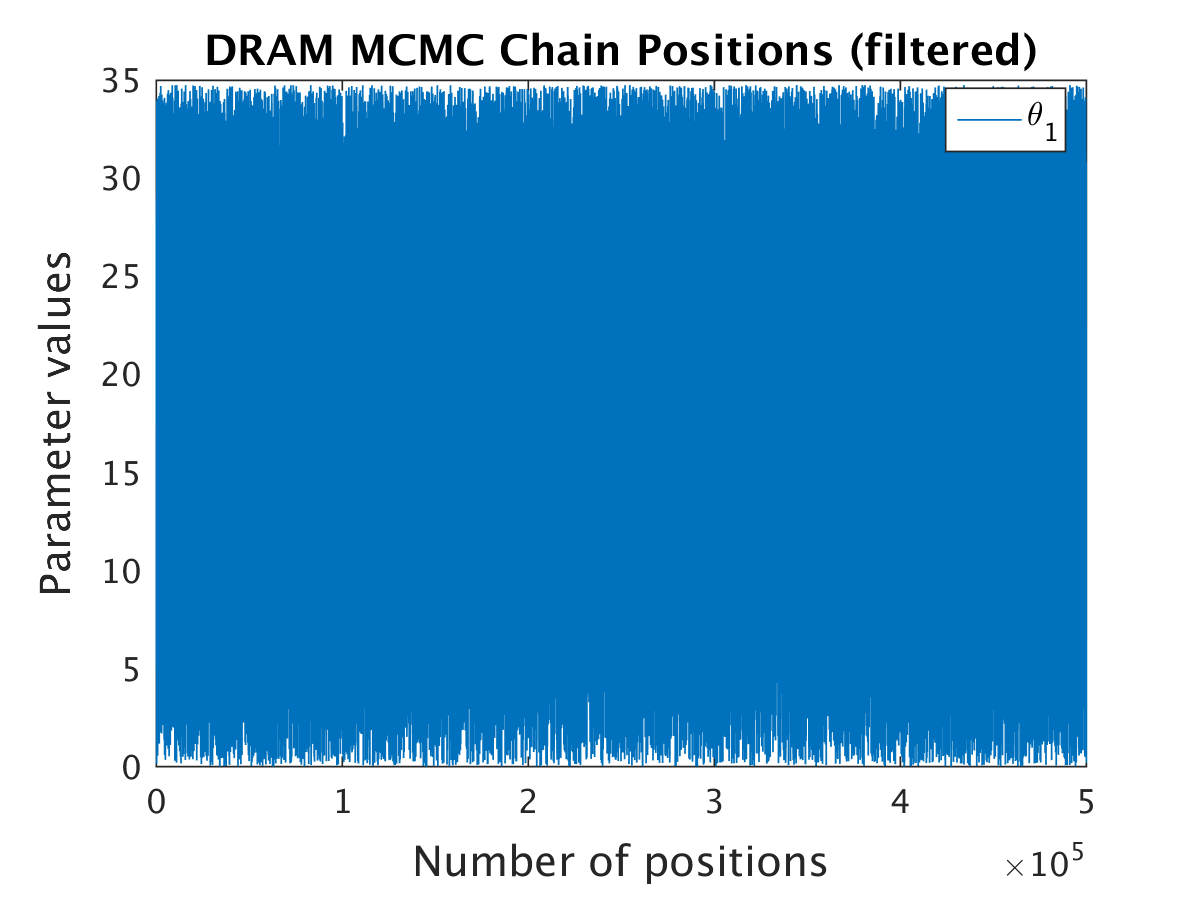 DRAM MCMC Chain Positions (filtered)
θ1
35
30
25
20
15
10
5
0
Parameter values
0 1 2 3 4 5
×10^5
Number of positions